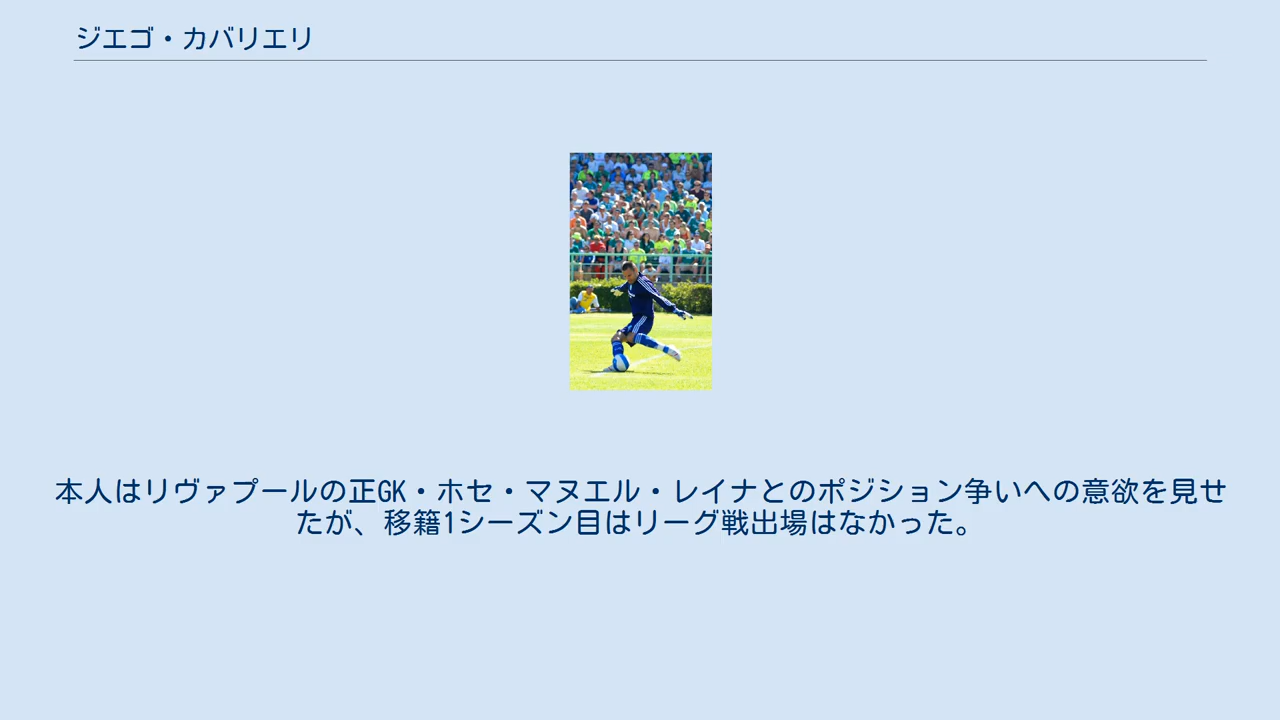 ジエゴ・カバリエリ
本人はリヴァプールの正GK・ホセ・マヌエル・レイナとのポジション争いへの意欲を見せ
たが、移籍1シーズン目はリーグ戦出場はなかった。